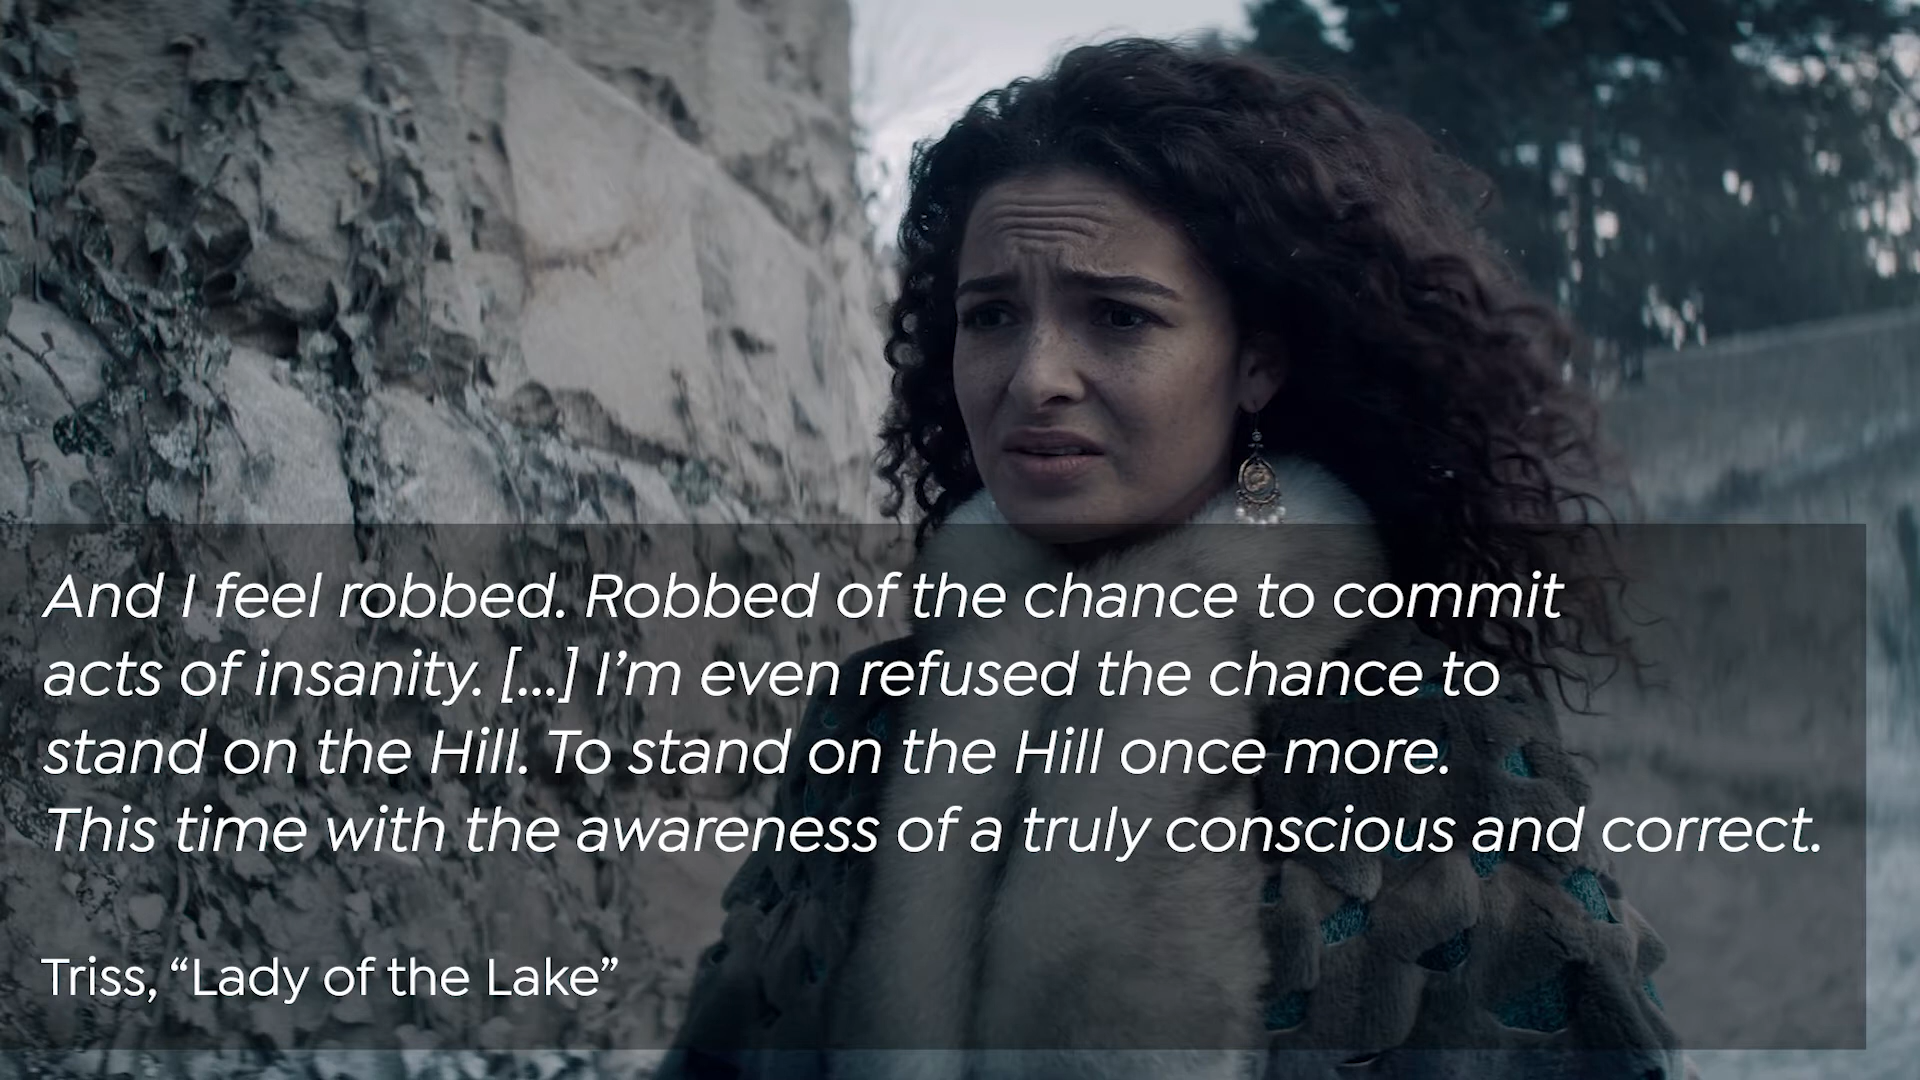 And I feel robbed. Robbed of the chance to commit
acts of insanity. [...] I’m even refused the chance to
stand on the Hill. To stand on the Hill once more.
This time with the awareness of a truly conscious and correct.
Triss, “Lady of the Lake”